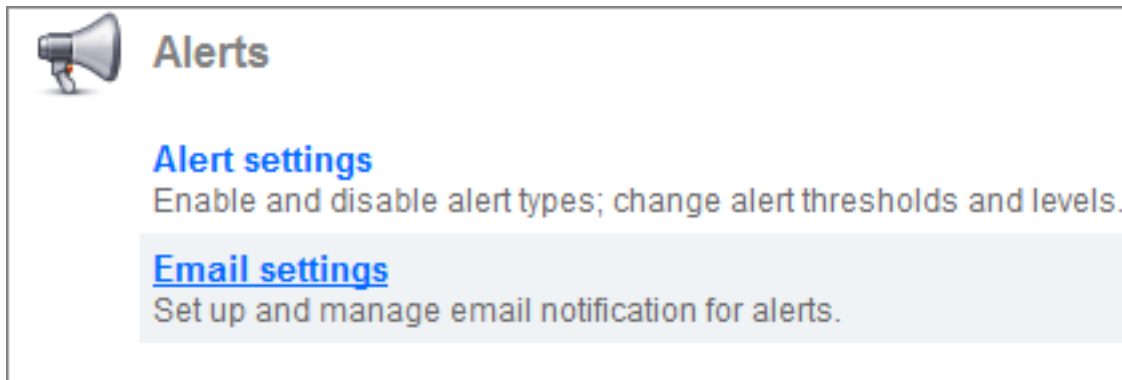 Alerts
Alert settings
Enable and disable alert types; change alert thresholds and levels.
Email settings
Set up and manage email notification for alerts.